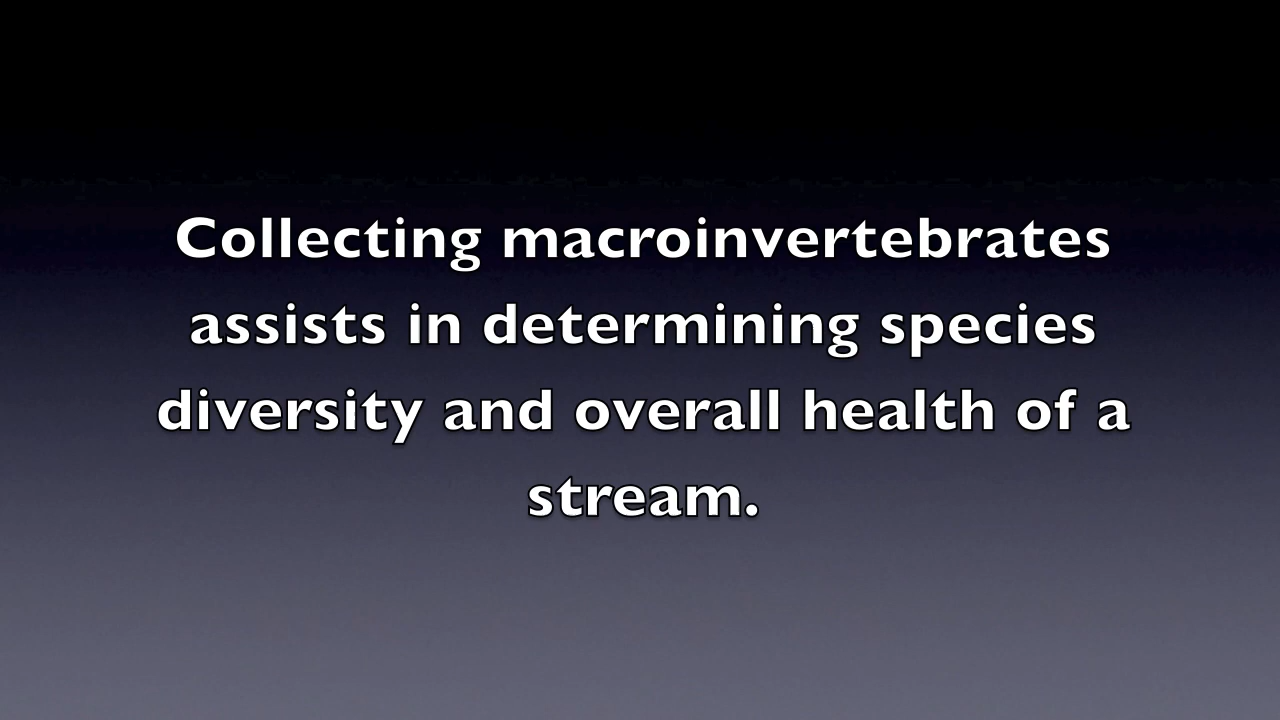 Collecting macroinvertebrates
assists in determining species
diversity and overall health of a
stream.